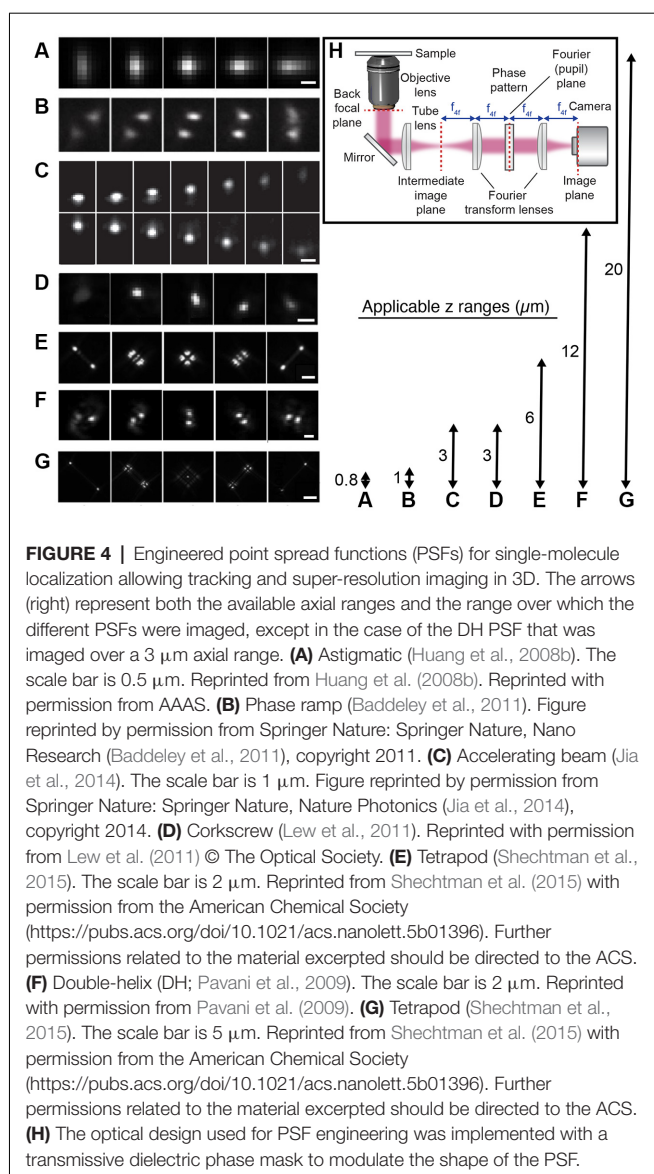 A
B
C
D
E
F
G
H
Sample
Objective
lens
Back
focal
plane
Tube
lens
Mirror
Intermediate
image
plane
Phase
pattern
Fourier
(pupil)
plane
Camera
f4f
f4f
f4f
f4f
Fourier
transform lenses
Image
plane
Applicable z ranges (µm)
0.8
1
3
3
6
12
20
A B C D E F G
FIGURE 4 | Engineered point spread functions (PSFs) for single-molecule
localization allowing tracking and super-resolution imaging in 3D. The arrows
(right) represent both the available axial ranges and the range over which the
different PSFs were imaged, except in the case of the DH PSF that was
imaged over a 3 µm axial range. (A) Astigmatic (Huang et al., 2008b). The
scale bar is 0.5 µm. Reprinted from Huang et al. (2008b). Reprinted with
permission from AAAS. (B) Phase ramp (Baddeley et al., 2011). Figure
reprinted by permission from Springer Nature: Springer Nature, Nano
Research (Baddeley et al., 2011), copyright 2011. (C) Accelerating beam (Jia
et al., 2014). The scale bar is 1 µm. Figure reprinted by permission from
Springer Nature: Springer Nature, Nature Photonics (Jia et al., 2014),
copyright 2014. (D) Corkscrew (Lew et al., 2011). Reprinted with permission
from Lew et al. (2011) © The Optical Society. (E) Tetrapod (Shechtman et al.,
2015). The scale bar is 2 µm. Reprinted from Shechtman et al. (2015) with
permission from the American Chemical Society
(https://pubs.acs.org/doi/10.1021/acs.nanolett.5b01396). Further
permissions related to the material excerpted should be directed to the ACS.
(F) Double-helix (DH; Pavani et al., 2009). The scale bar is 2 µm. Reprinted
with permission from Pavani et al. (2009). (G) Tetrapod (Shechtman et al.,
2015). The scale bar is 5 µm. Reprinted from Shechtman et al. (2015) with
permission from the American Chemical Society
(https://pubs.acs.org/doi/10.1021/acs.nanolett.5b01396). Further
permissions related to the material excerpted should be directed to the ACS.
(H) The optical design used for PSF engineering was implemented with a
transmissive dielectric phase mask to modulate the shape of the PSF.